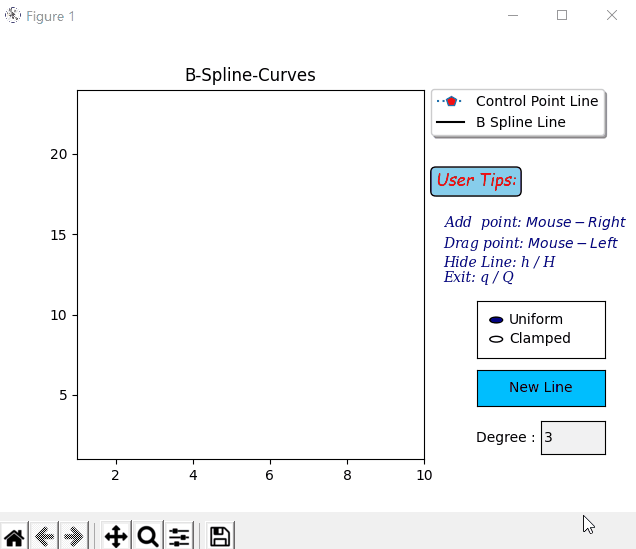 Figure 1
B-Spline-Curves
Control Point Line
B Spline Line
User Tips:
Add point: Mouse − Right
Drag point: Mouse − Left
Hide Line: h / H
Exit: q / Q
Uniform
Clamped
New Line
Degree : 3
20
15
10
5
2 4 6 8 10